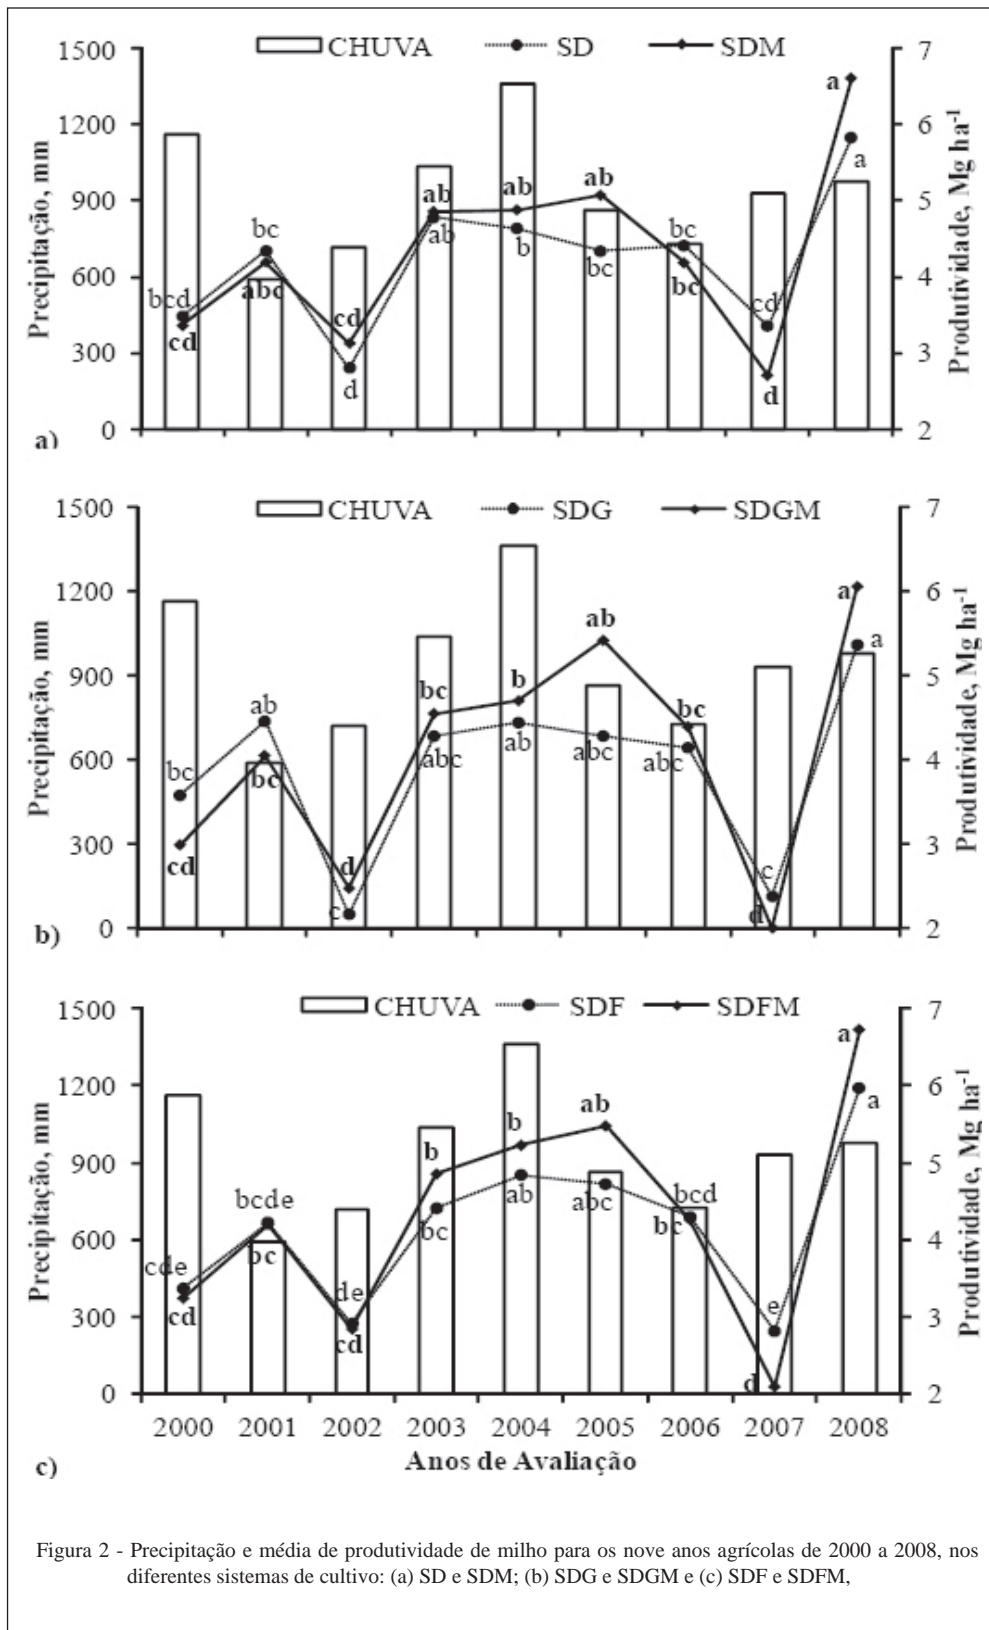 CHUVA SD SDM
1500 7
1200 6
900 5
600 4
300 3
0 2
Precipitação, mm
Produtividade, Mg ha-1
bcd bc cd ab b bc bc cd a
cd abc d ab ab ab bc d a
a)
CHUVA SDG SDGM
1500 7
1200 6
900 5
600 4
300 3
0 2
Precipitação, mm
Produtividade, Mg ha-1
bc ab c abc ab abc abc c a
cd bc d bc b ab bc d a
b)
CHUVA SDF SDFM
1500 7
1200 6
900 5
600 4
300 3
0 2
Precipitação, mm
Produtividade, Mg ha-1
cde bcde de bc ab abc bcd e a
cd bc cd b b ab bc d a
2000 2001 2002 2003 2004 2005 2006 2007 2008
c) Anos de Avaliação
Figura 2 - Precipitação e média de produtividade de milho para os nove anos agrícolas de 2000 a 2008, nos
diferentes sistemas de cultivo: (a) SD e SDM; (b) SDG e SDGM e (c) SDF e SDFM,